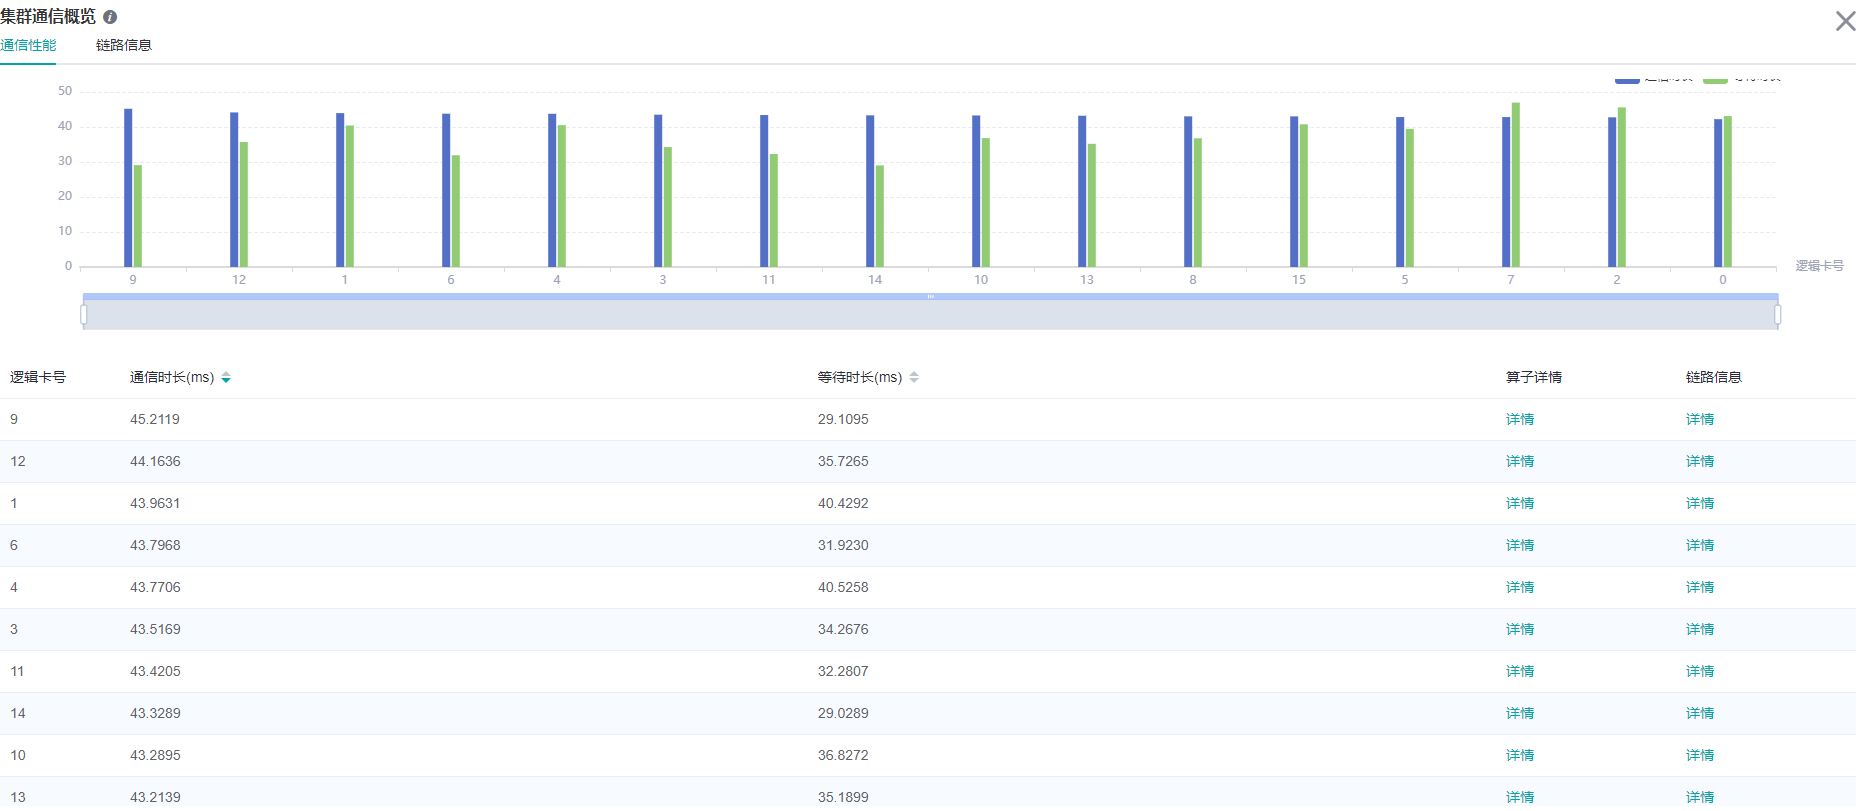 集群通信概览
通信性能 链路信息
50
40
30
20
10
0
9 12 1 6 4 3 11 14 10 13 8 15 5 7 2 0
逻辑卡号
逻辑卡号 通信时长(ms) 等待时长(ms) 算子详情 链路信息
9 45.2119 29.1095 详情 详情
12 44.1636 35.7265 详情 详情
1 43.9631 40.4292 详情 详情
6 43.7968 31.9230 详情 详情
4 43.7706 40.5258 详情 详情
3 43.5169 34.2676 详情 详情
11 43.4205 32.2807 详情 详情
14 43.3289 29.0289 详情 详情
10 43.2895 36.8272 详情 详情
13 43.2139 35.1899 详情 详情